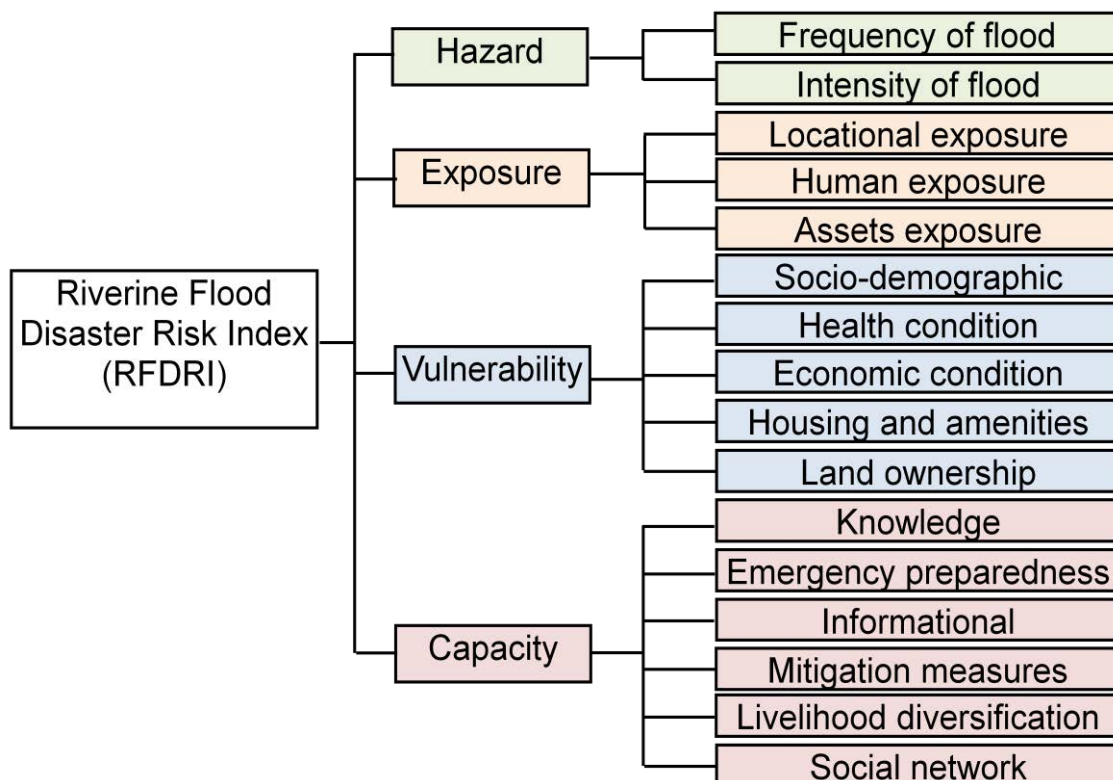 Riverine Flood
Disaster Risk Index
(RFDRI)
Hazard
Frequency of flood
Intensity of flood
Exposure
Locational exposure
Human exposure
Assets exposure
Vulnerability
Socio-demographic
Health condition
Economic condition
Housing and amenities
Land ownership
Capacity
Knowledge
Emergency preparedness
Informational
Mitigation measures
Livelihood diversification
Social network